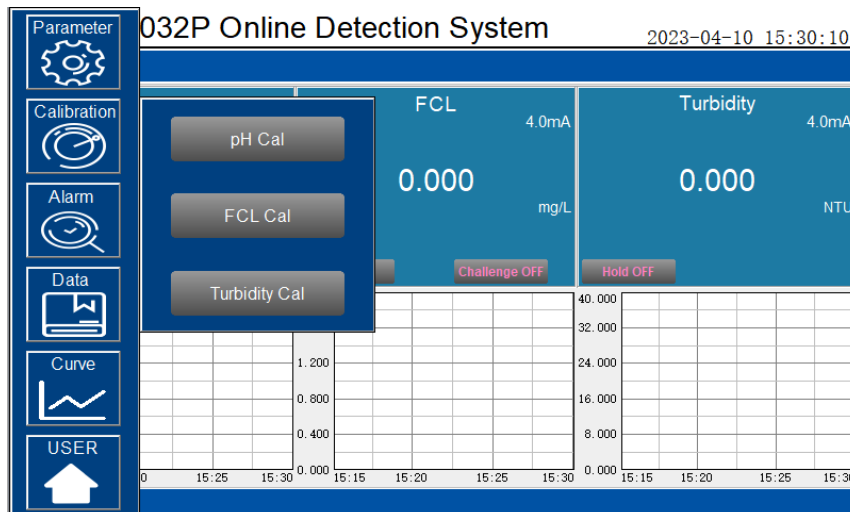 Parameter
032P Online Detection System
2023-04-10 15:30:10
Calibration
Alarm
Data
Curve
USER
pH Cal
FCL Cal
Turbidity Cal
FCL
4.0mA
0.000
mg/L
Challenge OFF
Turbidity
4.0mA
0.000
NTU
Hold OFF
1.200
0.800
0.400
0.000
40.000
32.000
24.000
16.000
8.000
0.000
0 15:25 15:30
15:15 15:20 15:25 15:30
15:15 15:20 15:25 15:3